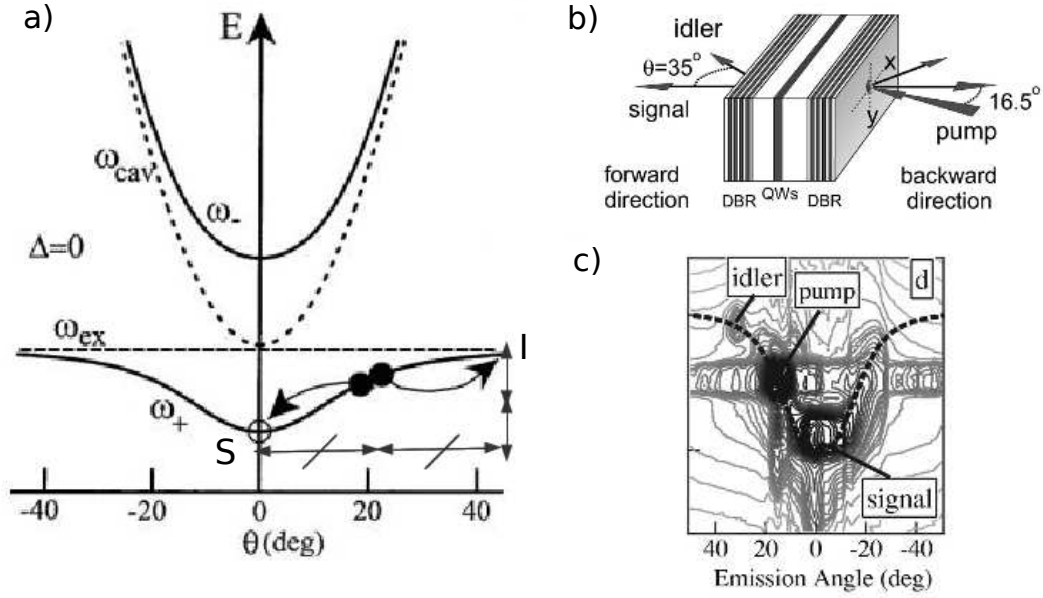 a)
E
ω_cav
ω_-
Δ=0
ω_ex
I
ω_+
S
-40 -20 0 20 40
θ(deg)
b)
idler
θ=35°
signal
x
y
16.5°
pump
forward direction
DBR QWs DBR
backward direction
c)
idler
pump
d
signal
40 20 0 -20 -40
Emission Angle (deg)